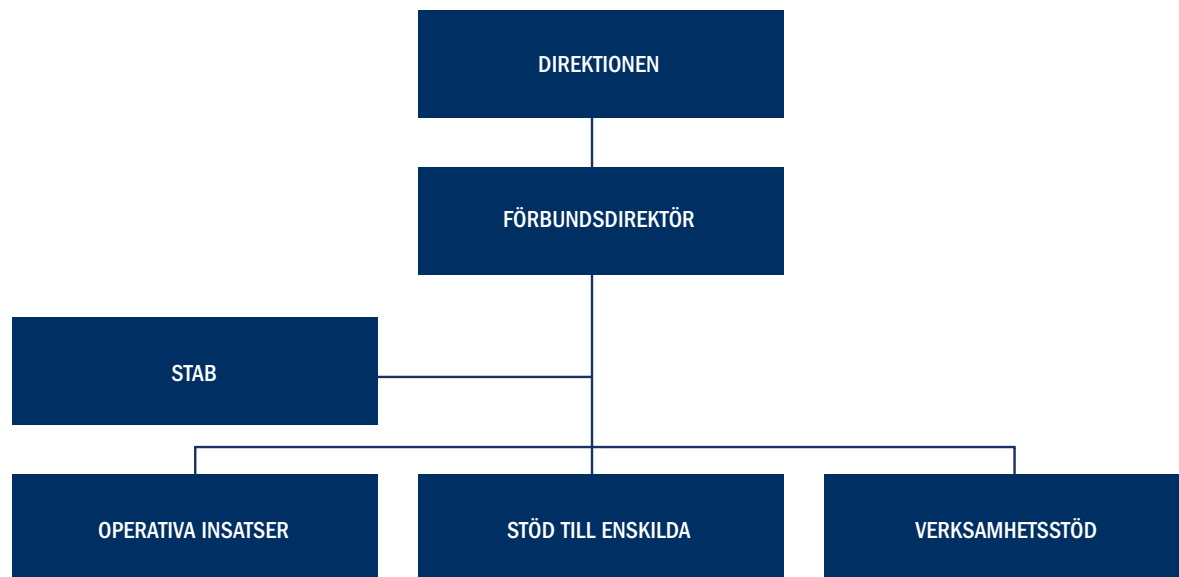 DIREKTIONEN
FÖRBUNDSDIREKTÖR
STAB
OPERATIVA INSATSER
STÖD TILL ENSKILDA
VERKSAMHETSSTÖD